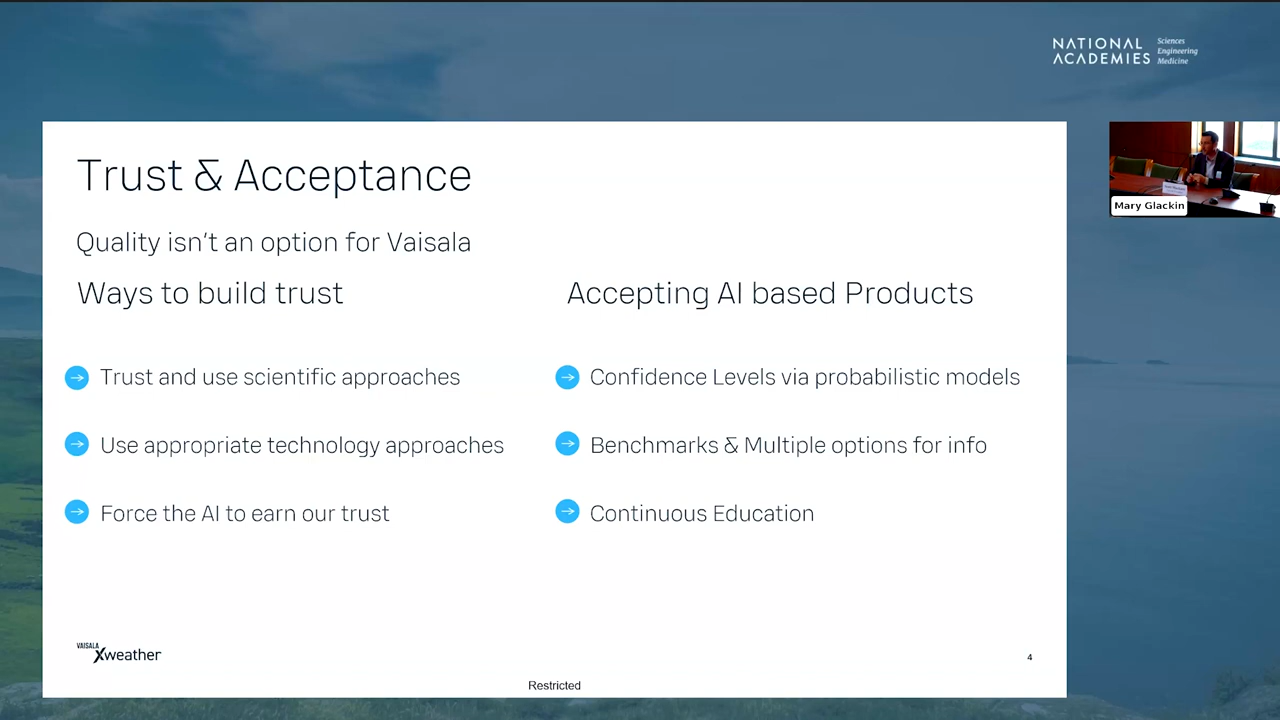 NATIONAL
ACADEMIES
Sciences
Engineering
Medicine
Trust & Acceptance
Quality isn't an option for Vaisala
Ways to build trust
Trust and use scientific approaches
Use appropriate technology approaches
Force the AI to earn our trust
Accepting AI based Products
Confidence Levels via probabilistic models
Benchmarks & Multiple options for info
Continuous Education
Mary Glackin
VAISALA
Xweather
4
Restricted